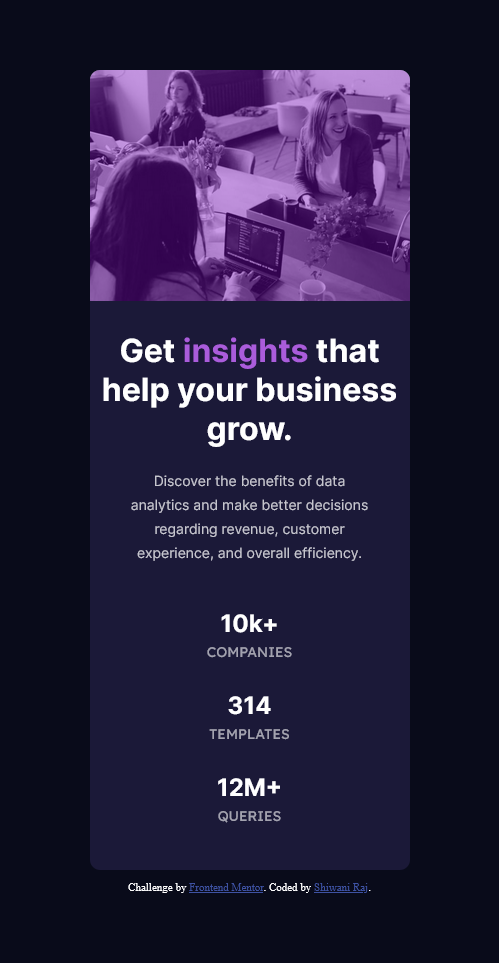 Get insights that
help your business
grow.
Discover the benefits of data
analytics and make better decisions
regarding revenue, customer
experience, and overall efficiency.
10k+
COMPANIES
314
TEMPLATES
12M+
QUERIES
Challenge by Frontend Mentor. Coded by Shiwani Raj.